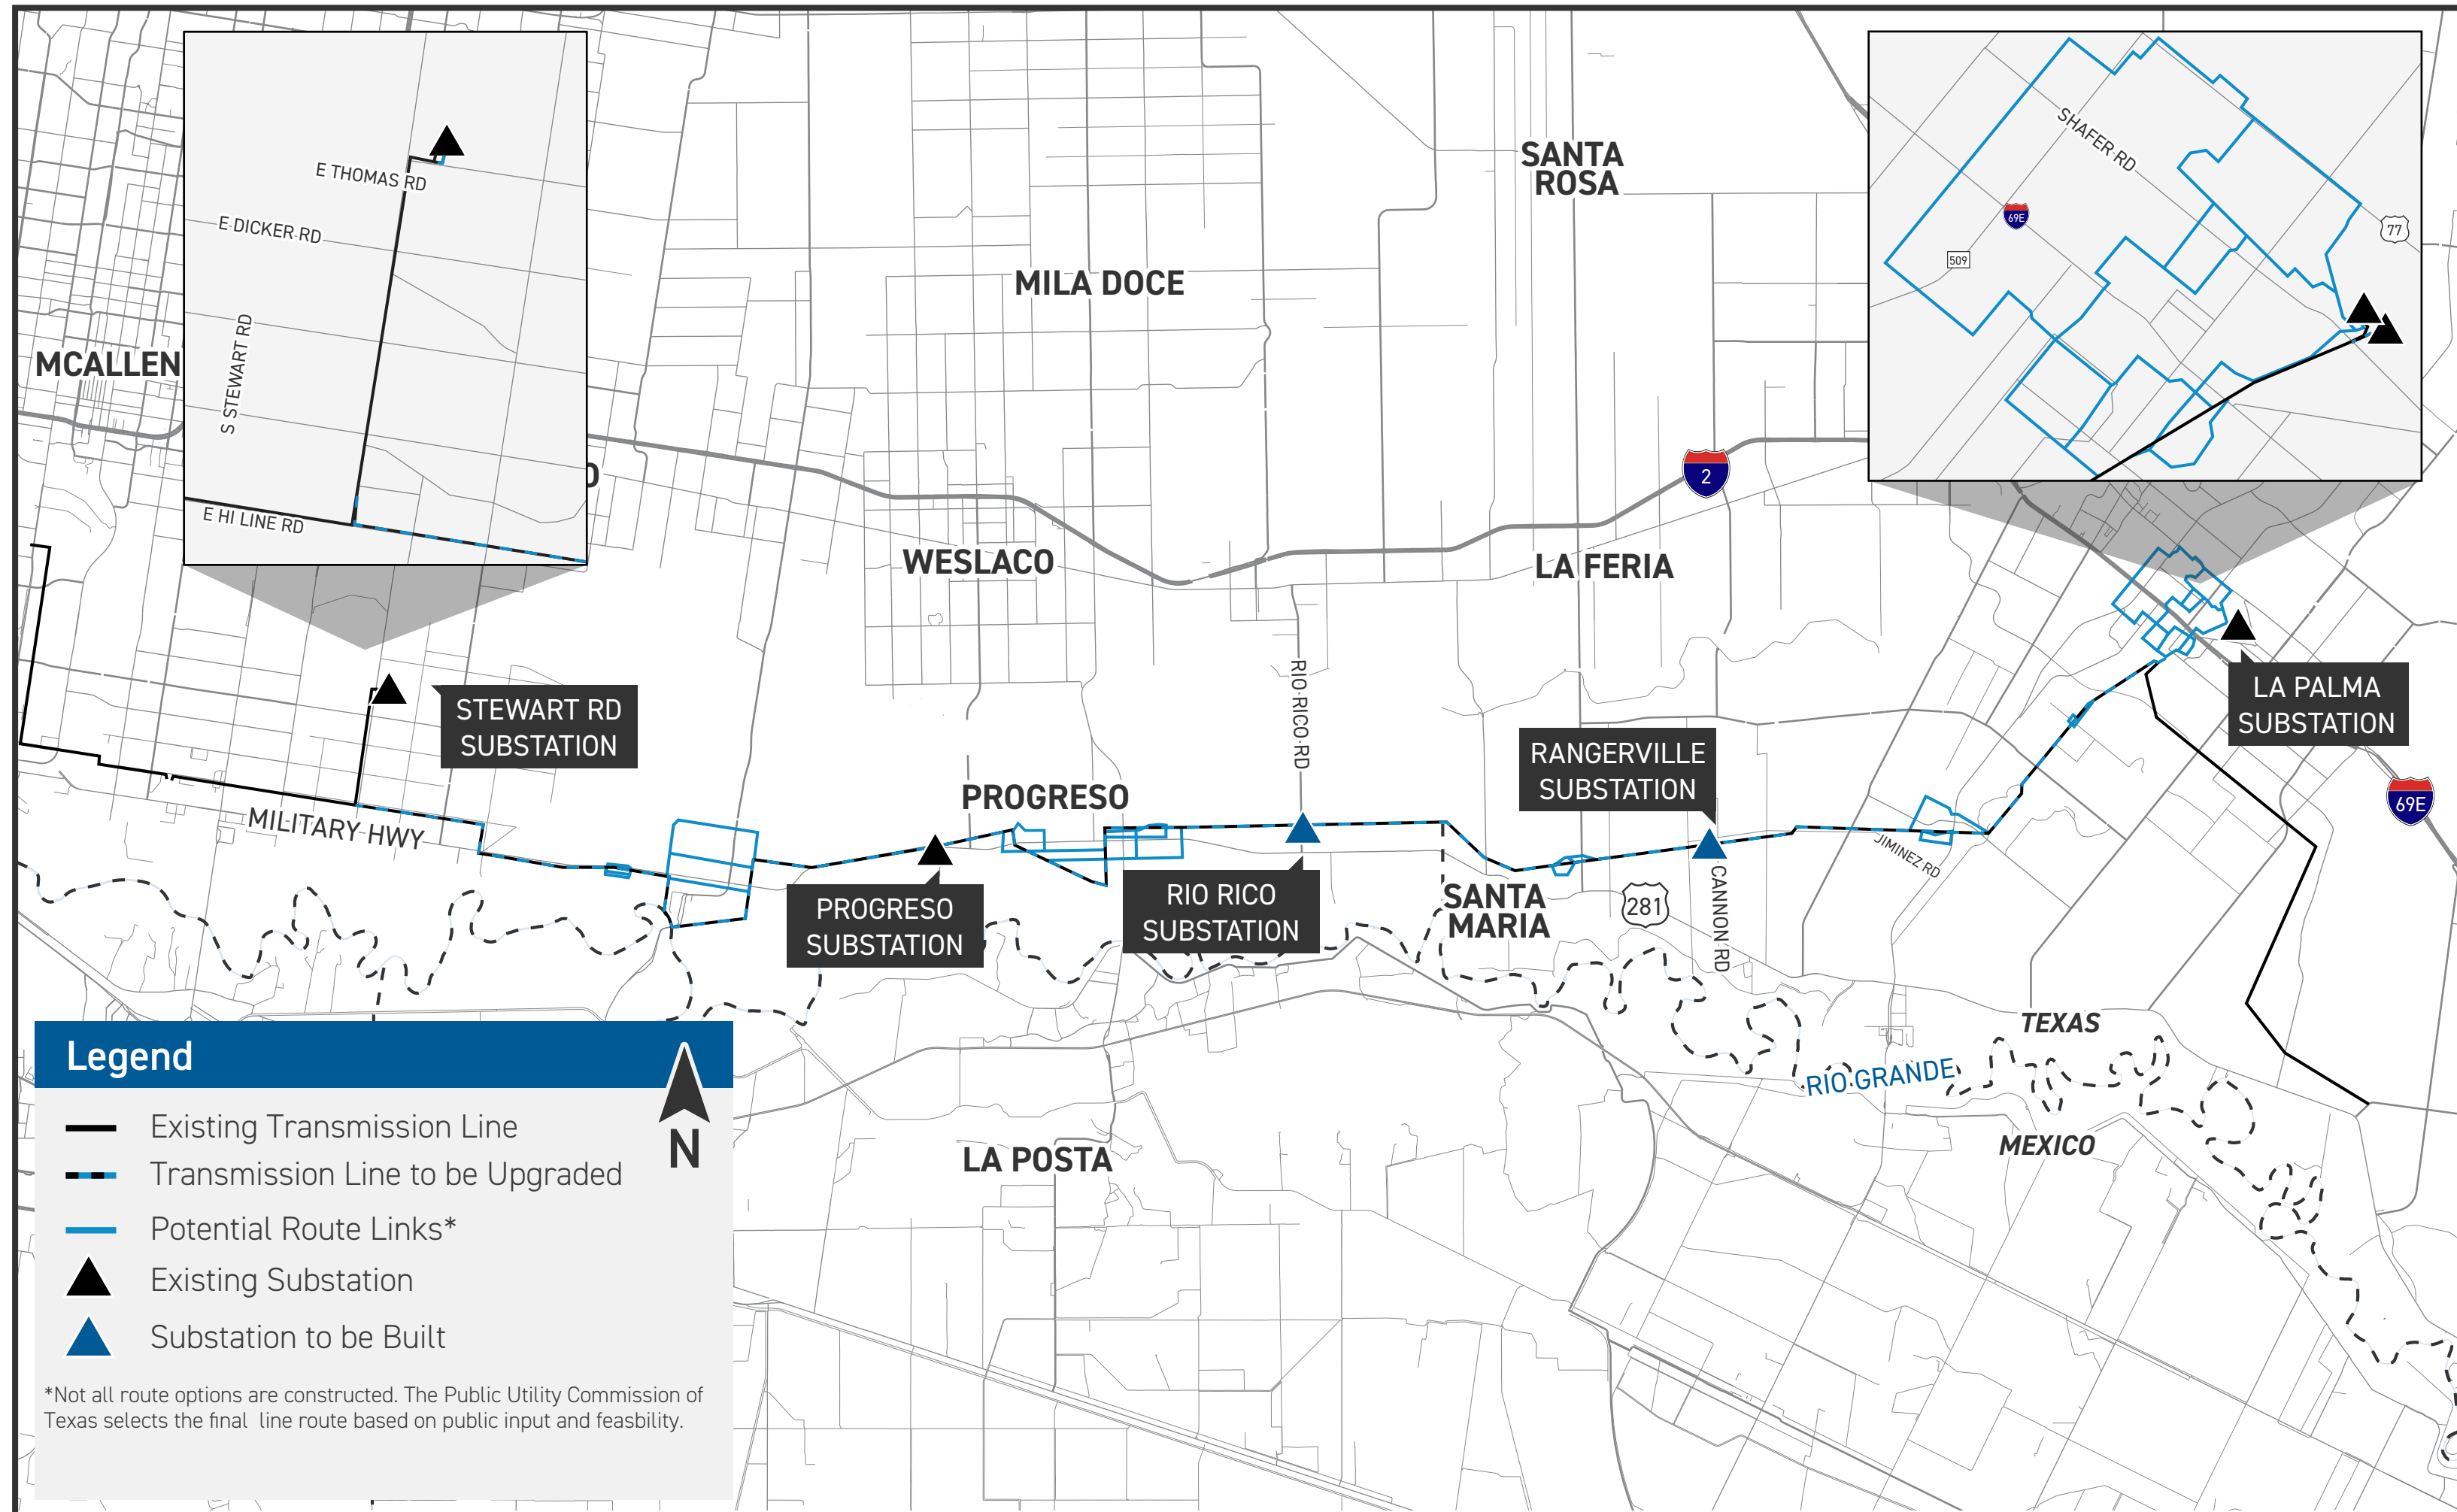 E THOMAS RD
E DICKER RD
S STEWART RD
E HI LINE RD
SHAFER RD
69E
77
509
SANTA
ROSA
MILA DOCE
MCALLEN
2
WESLACO
LA FERIA
RIO RICO RD
STEWART RD
SUBSTATION
LA PALMA
SUBSTATION
RANGERVILLE
SUBSTATION
69E
PROGRESO
MILITARY HWY
JIMINEZ RD
PROGRESO
SUBSTATION
RIO RICO
SUBSTATION
SANTA
MARIA
281
CANNON RD
TEXAS
RIO GRANDE
MEXICO
LA POSTA
Legend
N
Existing Transmission Line
Transmission Line to be Upgraded
Potential Route Links*
Existing Substation
Substation to be Built
*Not all route options are constructed. The Public Utility Commission of
Texas selects the final line route based on public input and feasbility.